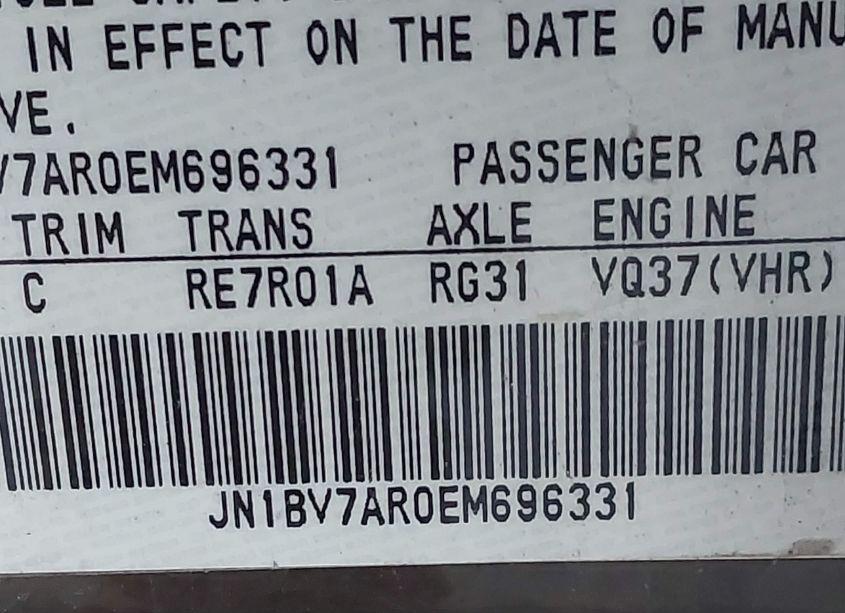 IN EFFECT ON THE DATE OF MANU
VE.
V7AR0EM696331 PASSENGER CAR
TRIM TRANS AXLE ENGINE
C RE7R01A RG31 VQ37(VHR)
JN1BV7AR0EM696331